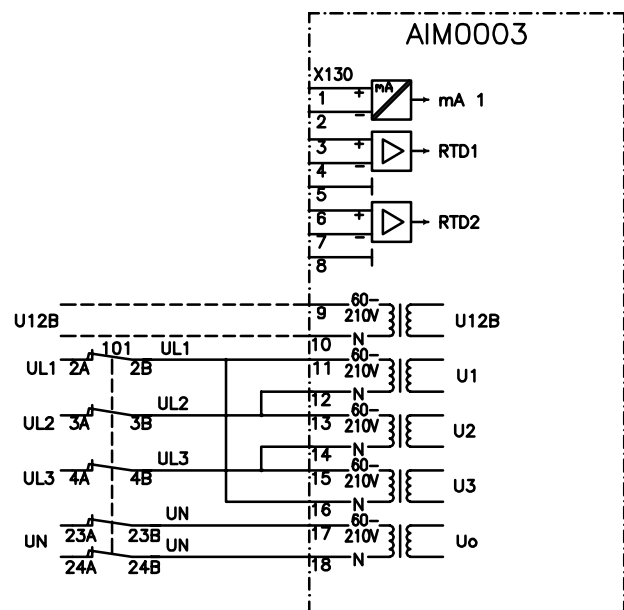 AIM0003
X130
1 + mA mA 1
2 -
3 + RTD1
4 -
5
6 + RTD2
7 -
8
9 60-
U12B 210V U12B
10 N
101 UL1 60-
UL1 2A 2B 11 210V U1
12 N
UL2 60-
UL2 3A 3B 13 210V U2
14 N
UL3 60-
UL3 4A 4B 15 210V U3
16 N
UN 60-
23A 23B 17 210V
UN UN Uo
24A 24B 18 N